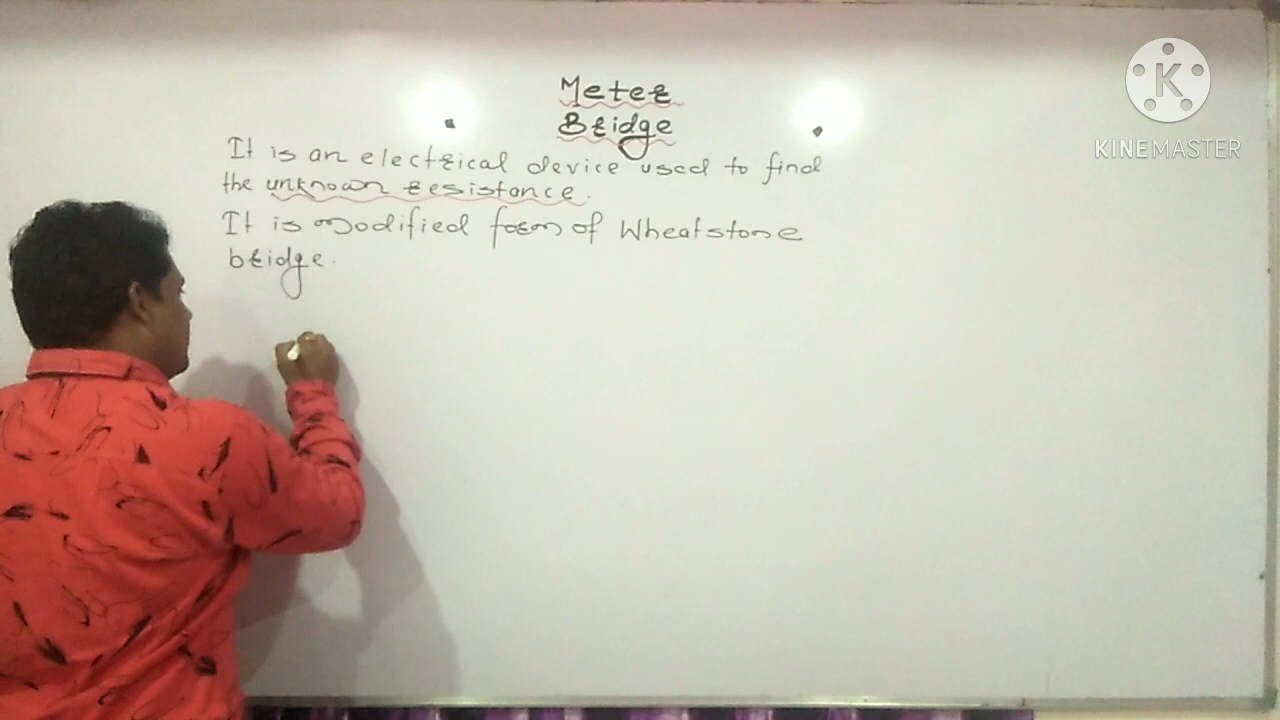 Meter
Bridge
It is an electrical device used to find
the unknown resistance.
It is modified form of Wheatstone
bridge.
K
KINEMASTER